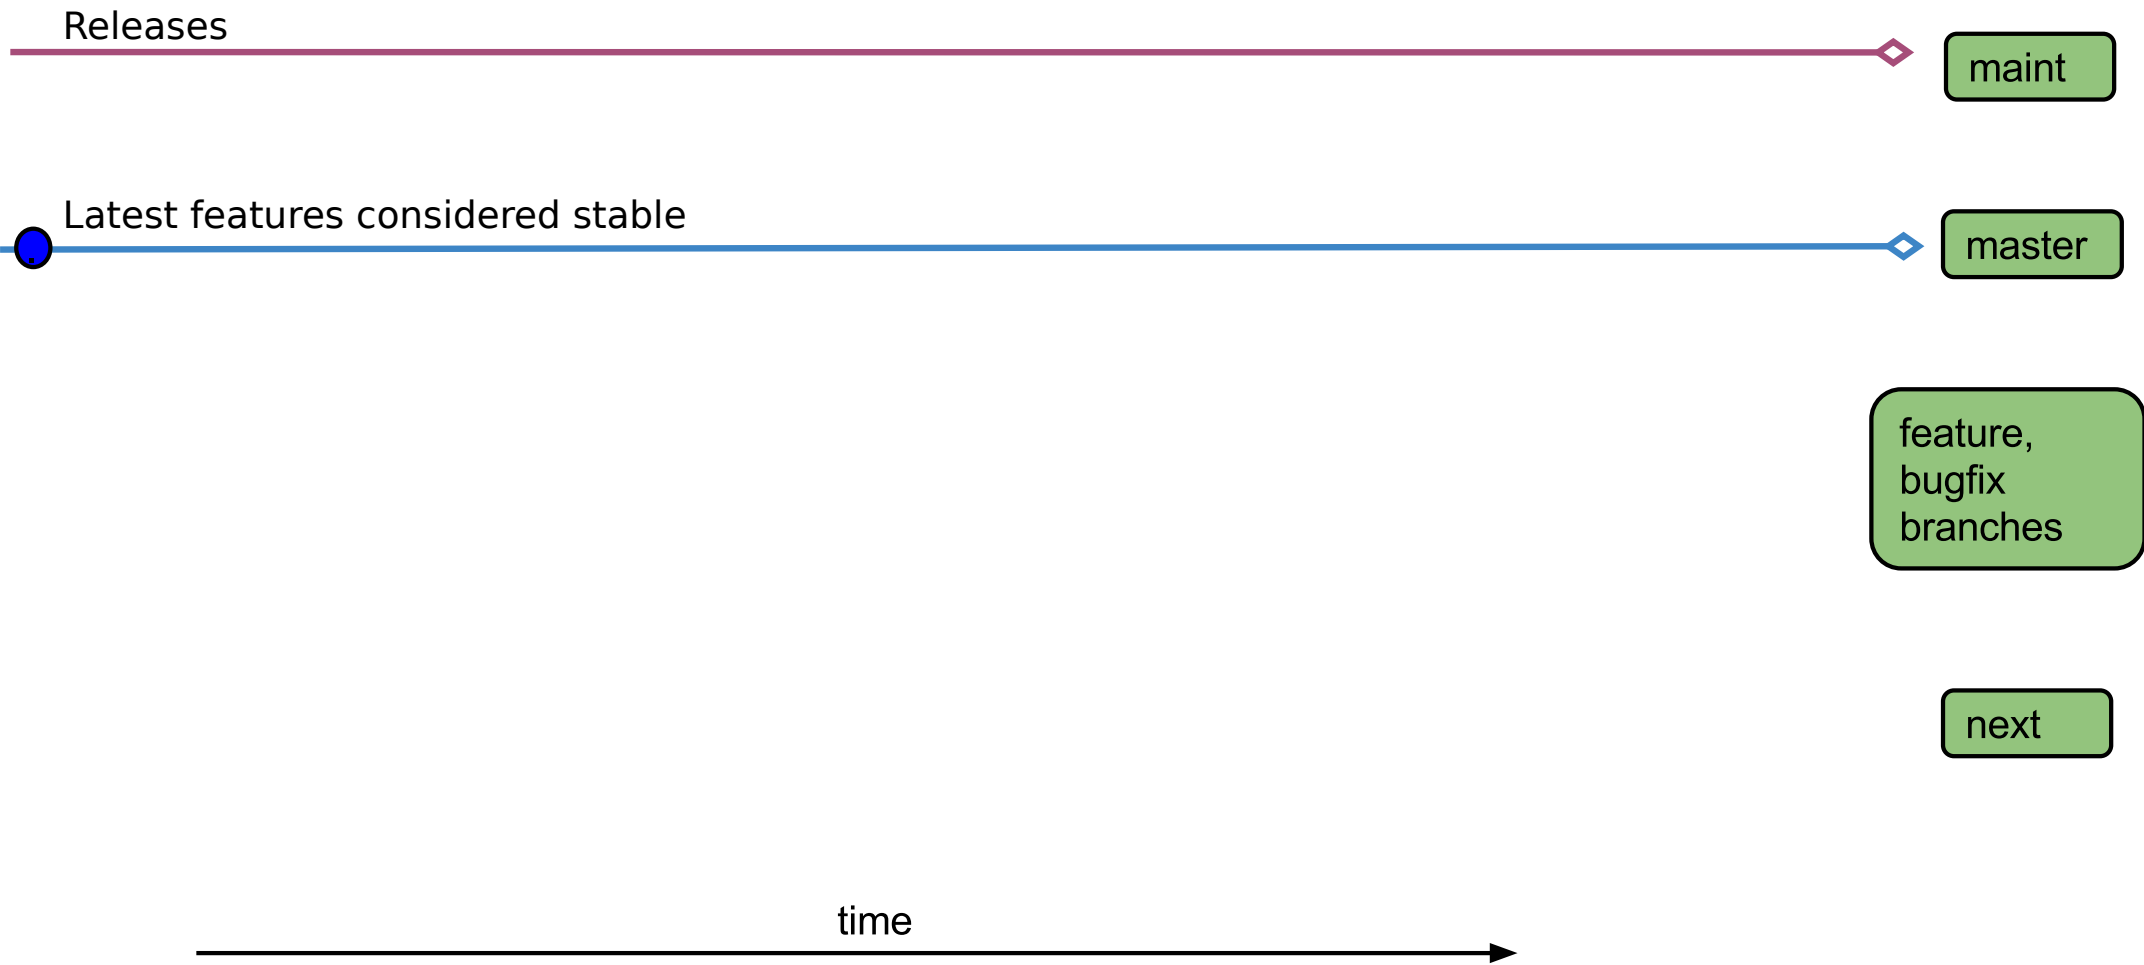 Releases
maint
Latest features considered stable
master
feature,
bugfix
branches
next
time